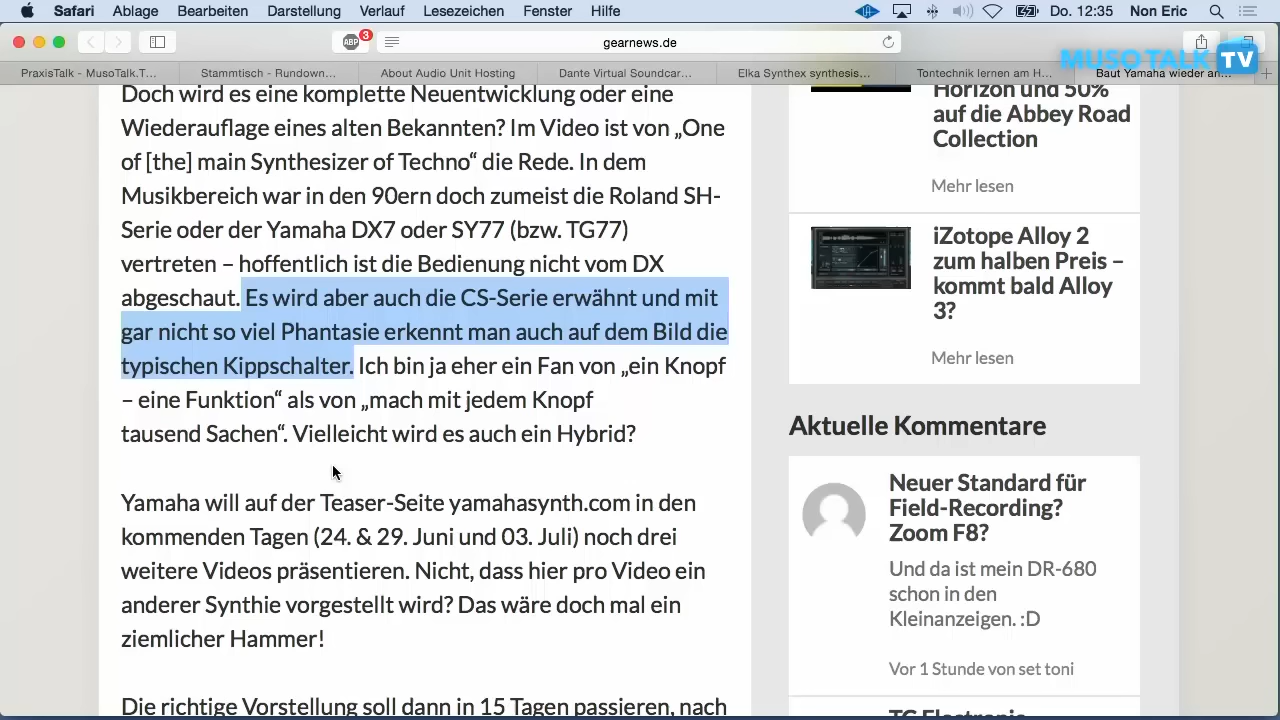 Safari Ablage Bearbeiten Darstellung Verlauf Lesezeichen Fenster Hilfe Do. 12:35 Non Eric
ABP 3 gearnews.de
MUSOTALK TV
PraxisTalk - MusoTalk.T... Stammtisch - Rundown... About Audio Unit Hosting Dante Virtual Soundcar... Elka Synthex synthesis... Tontechnik lernen am H... Baut Yamaha wieder an...
Doch wird es eine komplette Neuentwicklung oder eine
Wiederauflage eines alten Bekannten? Im Video ist von „One
of [the] main Synthesizer of Techno“ die Rede. In dem
Musikbereich war in den 90ern doch zumeist die Roland SH-
Serie oder der Yamaha DX7 oder SY77 (bzw. TG77)
vertreten – hoffentlich ist die Bedienung nicht vom DX
abgeschaut. Es wird aber auch die CS-Serie erwähnt und mit
gar nicht so viel Phantasie erkennt man auch auf dem Bild die
typischen Kippschalter. Ich bin ja eher ein Fan von „ein Knopf
– eine Funktion“ als von „mach mit jedem Knopf
tausend Sachen“. Vielleicht wird es auch ein Hybrid?
Yamaha will auf der Teaser-Seite yamahasynth.com in den
kommenden Tagen (24. & 29. Juni und 03. Juli) noch drei
weitere Videos präsentieren. Nicht, dass hier pro Video ein
anderer Synthie vorgestellt wird? Das wäre doch mal ein
ziemlicher Hammer!
Die richtige Vorstellung soll dann in 15 Tagen passieren, nach
Horizon und 50%
auf die Abbey Road
Collection
Mehr lesen
iZotope Alloy 2
zum halben Preis –
kommt bald Alloy
3?
Mehr lesen
Aktuelle Kommentare
Neuer Standard für
Field-Recording?
Zoom F8?
Und da ist mein DR-680
schon in den
Kleinanzeigen. :D
Vor 1 Stunde von set toni
TC Electronic